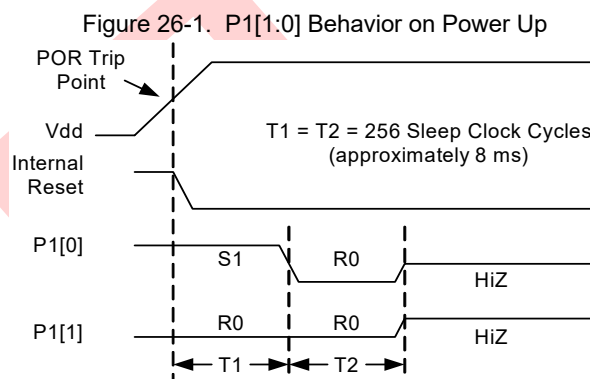 Figure 26-1.  P1[1:0] Behavior on Power Up
POR Trip
Point
Vdd
T1 = T2 = 256 Sleep Clock Cycles
(approximately 8 ms)
Internal
Reset
P1[0]
S1
R0
HiZ
P1[1]
R0
R0
HiZ
T1
T2